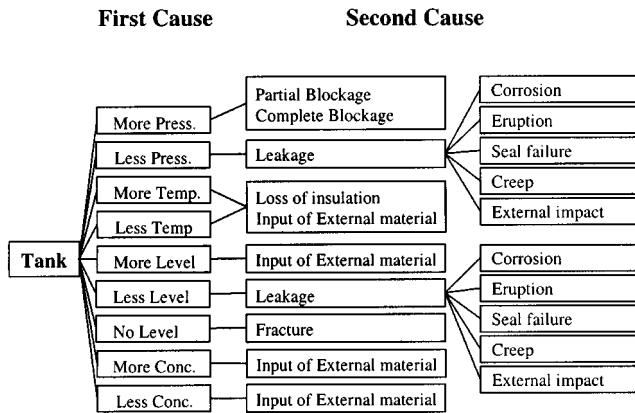 First Cause
Second Cause
Tank
More Press.
Less Press.
More Temp.
Less Temp
More Level
Less Level
No Level
More Conc.
Less Conc.
Partial Blockage
Complete Blockage
Leakage
Loss of insulation
Input of External material
Input of External material
Leakage
Fracture
Input of External material
Input of External material
Corrosion
Eruption
Seal failure
Creep
External impact
Corrosion
Eruption
Seal failure
Creep
External impact